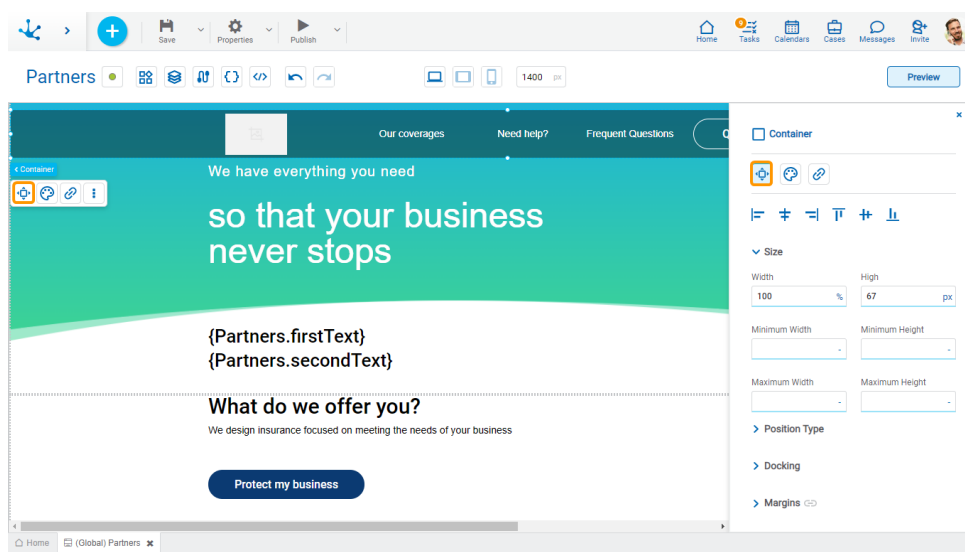 Save
Properties
Publish
Home
9
Tasks
Calendars
Cases
Messages
Invite
Partners
1400 px
Preview
Our coverages
Need help?
Frequent Questions
Container
Container
We have everything you need
so that your business
never stops
Size
Width
High
100 %
67 px
{Partners.firstText}
{Partners.secondText}
Minimum Width
Minimum Height
-
-
Maximum Width
Maximum Height
-
-
What do we offer you?
We design insurance focused on meeting the needs of your business
Position Type
Docking
Protect my business
Margins
Home
(Global) Partners